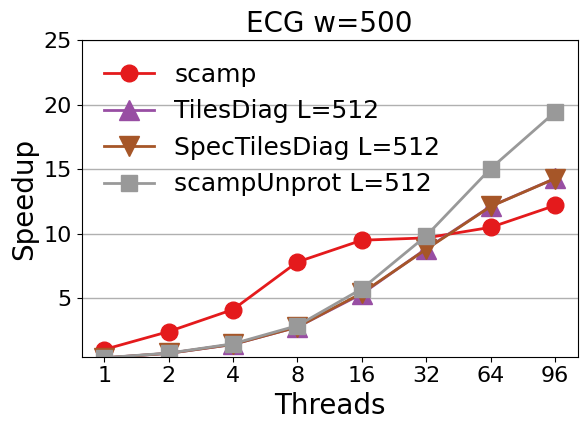 ECG w=500
25
20
15
10
5
Speedup
scamp
TilesDiag L=512
SpecTilesDiag L=512
scampUnprot L=512
1 2 4 8 16 32 64 96
Threads